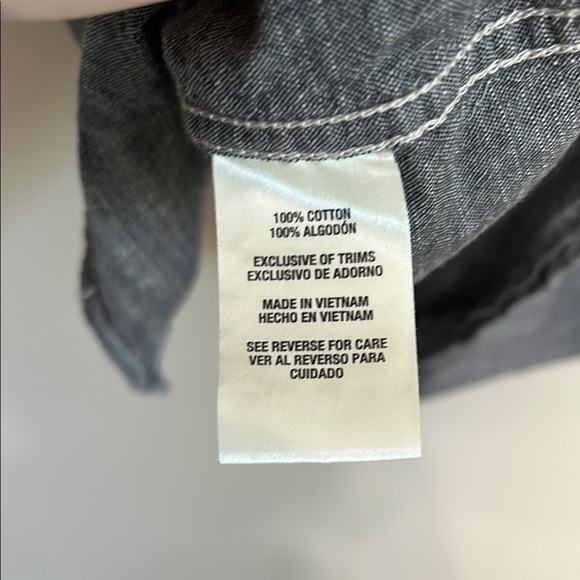 100% COTTON
100% ALGODÓN
EXCLUSIVE OF TRIMS
EXCLUSIVO DE ADORNO
MADE IN VIETNAM
HECHO EN VIETNAM
SEE REVERSE FOR CARE
VER AL REVERSO PARA
CUIDADO